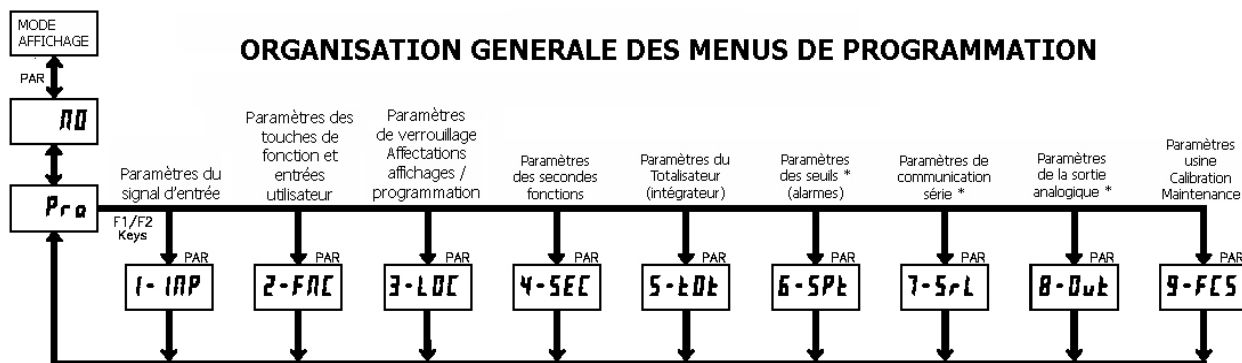 MODE
AFFICHAGE
ORGANISATION GENERALE DES MENUS DE PROGRAMMATION
PAR
NO
Pro
F1/F2
Keys
Paramètres du
signal d'entrée
Paramètres des
touches de
fonction et
entrées
utilisateur
Paramètres
de verrouillage
Affectations
affichages /
programmation
Paramètres
des secondes
fonctions
Paramètres du
Totalisateur
(intégrateur)
Paramètres
des seuils *
(alarmes)
Paramètres de
communication
série *
Paramètres
de la sortie
analogique *
Paramètres
usine
Calibration
Maintenance
PAR
PAR
PAR
PAR
PAR
PAR
PAR
PAR
PAR
1-INP
2-FNC
3-LOC
4-SEC
5-tOt
6-SPt
7-SrL
8-Out
9-FCS